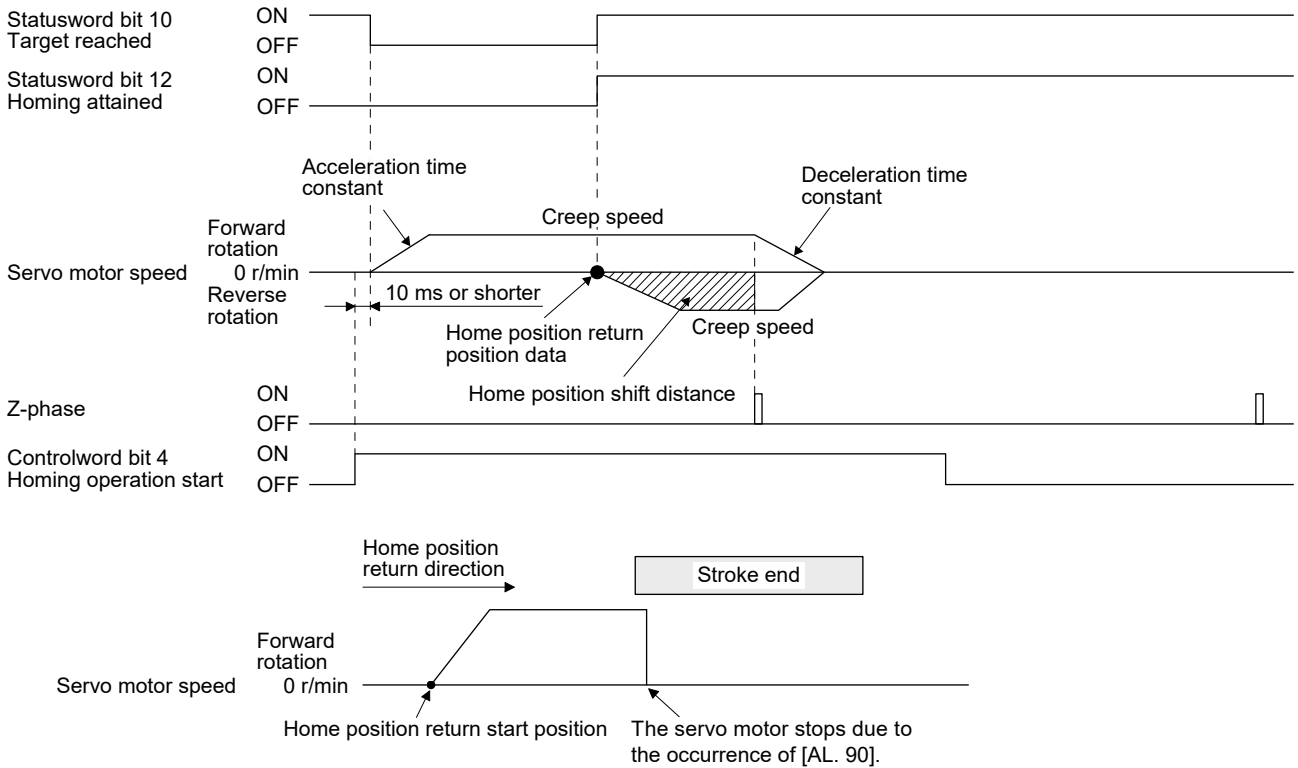 Statusword bit 10
Target reached
ON
OFF
Statusword bit 12
Homing attained
ON
OFF
Acceleration time
constant
Deceleration time
constant
Creep speed
Forward
rotation
Servo motor speed
0 r/min
Reverse
rotation
10 ms or shorter
Creep speed
Home position return
position data
Home position shift distance
Z-phase
ON
OFF
Controlword bit 4
Homing operation start
ON
OFF
Home position
return direction
Stroke end
Forward
rotation
Servo motor speed
0 r/min
Home position return start position
The servo motor stops due to
the occurrence of [AL. 90].